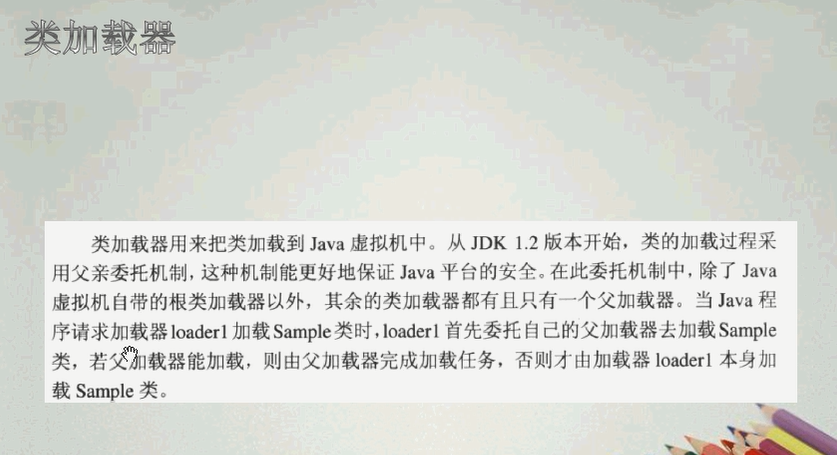 类加载器
类加载器用来把类加载到 Java 虚拟机中。从 JDK 1.2 版本开始，类的加载过程采
用父亲委托机制，这种机制能更好地保证 Java 平台的安全。在此委托机制中，除了 Java
虚拟机自带的根类加载器以外，其余的类加载器都有且只有一个父加载器。当 Java 程
序请求加载器 loader1 加载 Sample 类时，loader1 首先委托自己的父加载器去加载 Sample
类，若父加载器能加载，则由父加载器完成加载任务，否则才由加载器 loader1 本身加
载 Sample 类。